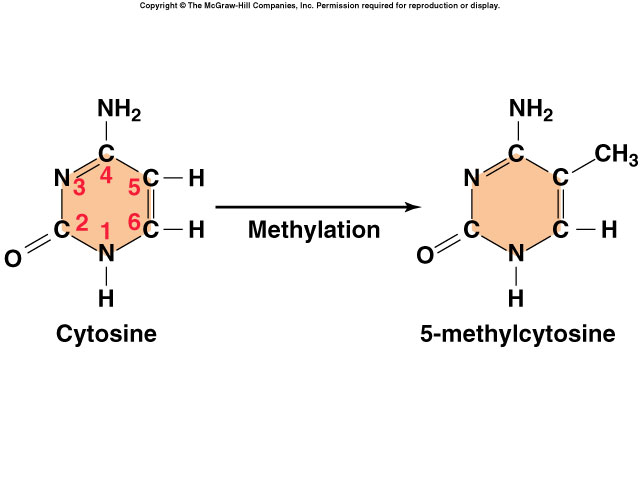 Copyright © The McGraw-Hill Companies, Inc. Permission required for reproduction or display.
NH2
C
N
3
4
5
C
H
C
2
1
6
C
H
O
N
H
Cytosine
Methylation
NH2
C
CH3
N
C
C
C
H
O
N
H
5-methylcytosine